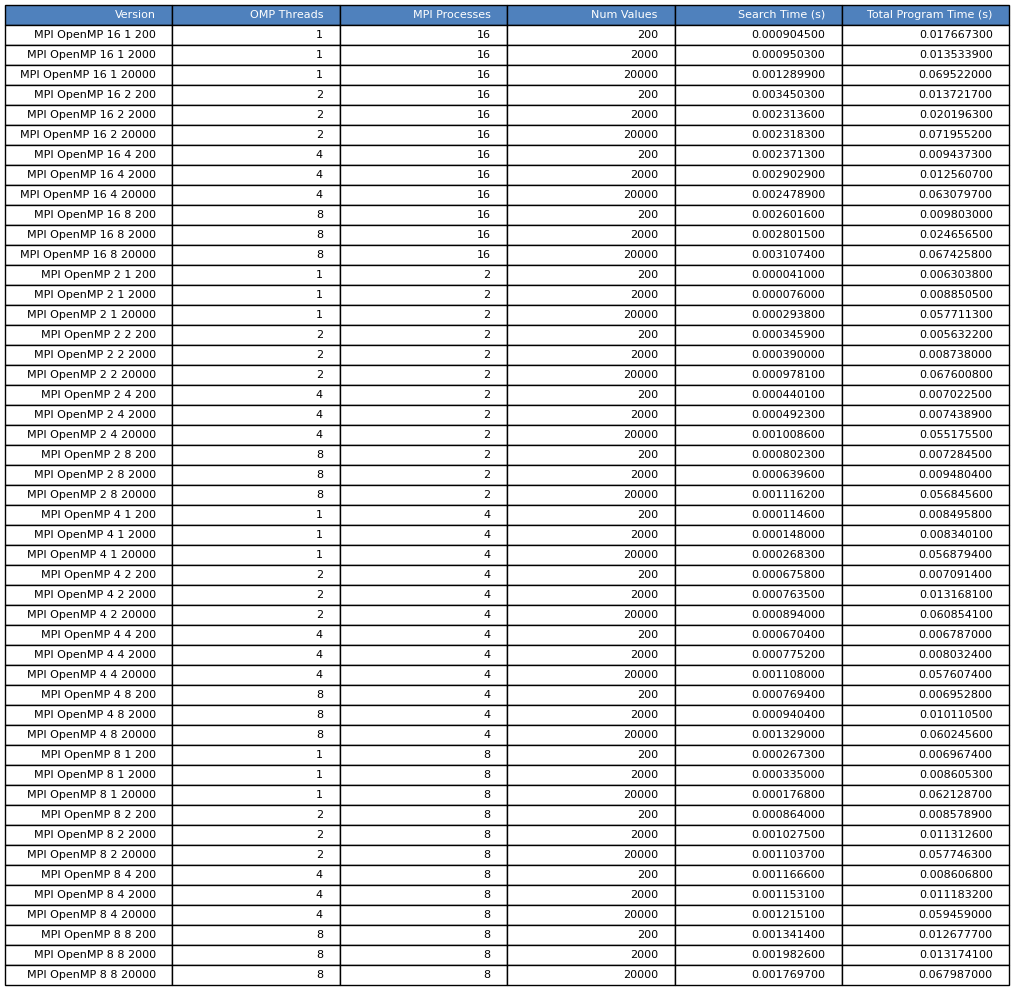 Version OMP Threads MPI Processes Num Values Search Time (s) Total Program Time (s)
MPI OpenMP 16 1 200 1 16 200 0.000904500 0.017667300
MPI OpenMP 16 1 2000 1 16 2000 0.000950300 0.013533900
MPI OpenMP 16 1 20000 1 16 20000 0.001289900 0.069522000
MPI OpenMP 16 2 200 2 16 200 0.003450300 0.013721700
MPI OpenMP 16 2 2000 2 16 2000 0.002313600 0.020196300
MPI OpenMP 16 2 20000 2 16 20000 0.002318300 0.071955200
MPI OpenMP 16 4 200 4 16 200 0.002371300 0.009437300
MPI OpenMP 16 4 2000 4 16 2000 0.002902900 0.012560700
MPI OpenMP 16 4 20000 4 16 20000 0.002478900 0.063079700
MPI OpenMP 16 8 200 8 16 200 0.002601600 0.009803000
MPI OpenMP 16 8 2000 8 16 2000 0.002801500 0.024656500
MPI OpenMP 16 8 20000 8 16 20000 0.003107400 0.067425800
MPI OpenMP 2 1 200 1 2 200 0.000041000 0.006303800
MPI OpenMP 2 1 2000 1 2 2000 0.000076000 0.008850500
MPI OpenMP 2 1 20000 1 2 20000 0.000293800 0.057711300
MPI OpenMP 2 2 200 2 2 200 0.000345900 0.005632200
MPI OpenMP 2 2 2000 2 2 2000 0.000390000 0.008738000
MPI OpenMP 2 2 20000 2 2 20000 0.000978100 0.067600800
MPI OpenMP 2 4 200 4 2 200 0.000440100 0.007022500
MPI OpenMP 2 4 2000 4 2 2000 0.000492300 0.007438900
MPI OpenMP 2 4 20000 4 2 20000 0.001008600 0.055175500
MPI OpenMP 2 8 200 8 2 200 0.000802300 0.007284500
MPI OpenMP 2 8 2000 8 2 2000 0.000639600 0.009480400
MPI OpenMP 2 8 20000 8 2 20000 0.001116200 0.056845600
MPI OpenMP 4 1 200 1 4 200 0.000114600 0.008495800
MPI OpenMP 4 1 2000 1 4 2000 0.000148000 0.008340100
MPI OpenMP 4 1 20000 1 4 20000 0.000268300 0.056879400
MPI OpenMP 4 2 200 2 4 200 0.000675800 0.007091400
MPI OpenMP 4 2 2000 2 4 2000 0.000763500 0.013168100
MPI OpenMP 4 2 20000 2 4 20000 0.000894000 0.060854100
MPI OpenMP 4 4 200 4 4 200 0.000670400 0.006787000
MPI OpenMP 4 4 2000 4 4 2000 0.000775200 0.008032400
MPI OpenMP 4 4 20000 4 4 20000 0.001108000 0.057607400
MPI OpenMP 4 8 200 8 4 200 0.000769400 0.006952800
MPI OpenMP 4 8 2000 8 4 2000 0.000940400 0.010110500
MPI OpenMP 4 8 20000 8 4 20000 0.001329000 0.060245600
MPI OpenMP 8 1 200 1 8 200 0.000267300 0.006967400
MPI OpenMP 8 1 2000 1 8 2000 0.000335000 0.008605300
MPI OpenMP 8 1 20000 1 8 20000 0.000176800 0.062128700
MPI OpenMP 8 2 200 2 8 200 0.000864000 0.008578900
MPI OpenMP 8 2 2000 2 8 2000 0.001027500 0.011312600
MPI OpenMP 8 2 20000 2 8 20000 0.001103700 0.057746300
MPI OpenMP 8 4 200 4 8 200 0.001166600 0.008606800
MPI OpenMP 8 4 2000 4 8 2000 0.001153100 0.011183200
MPI OpenMP 8 4 20000 4 8 20000 0.001215100 0.059459000
MPI OpenMP 8 8 200 8 8 200 0.001341400 0.012677700
MPI OpenMP 8 8 2000 8 8 2000 0.001982600 0.013174100
MPI OpenMP 8 8 20000 8 8 20000 0.001769700 0.067987000